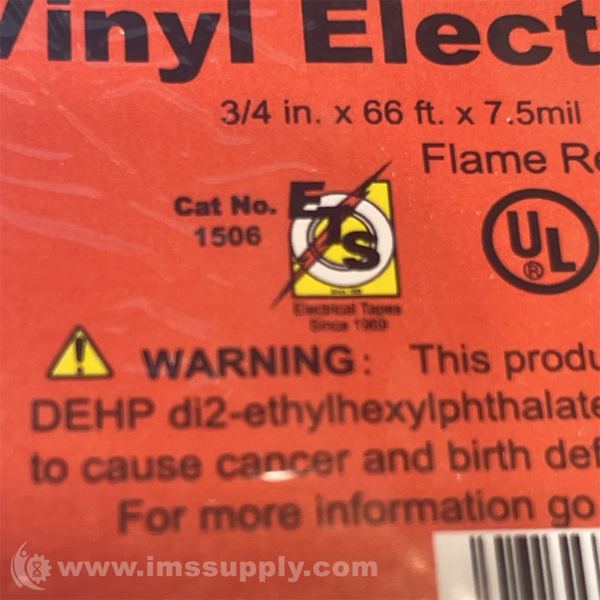 Vinyl Elect
3/4 in. x 66 ft. x 7.5mil
Flame Re
Cat No.
1506
ETS
UL
®
Electrical Tapes
Since 1969
WARNING: This produ
DEHP di2-ethylhexylphthalate
to cause cancer and birth def
For more information go
www.imssupply.com